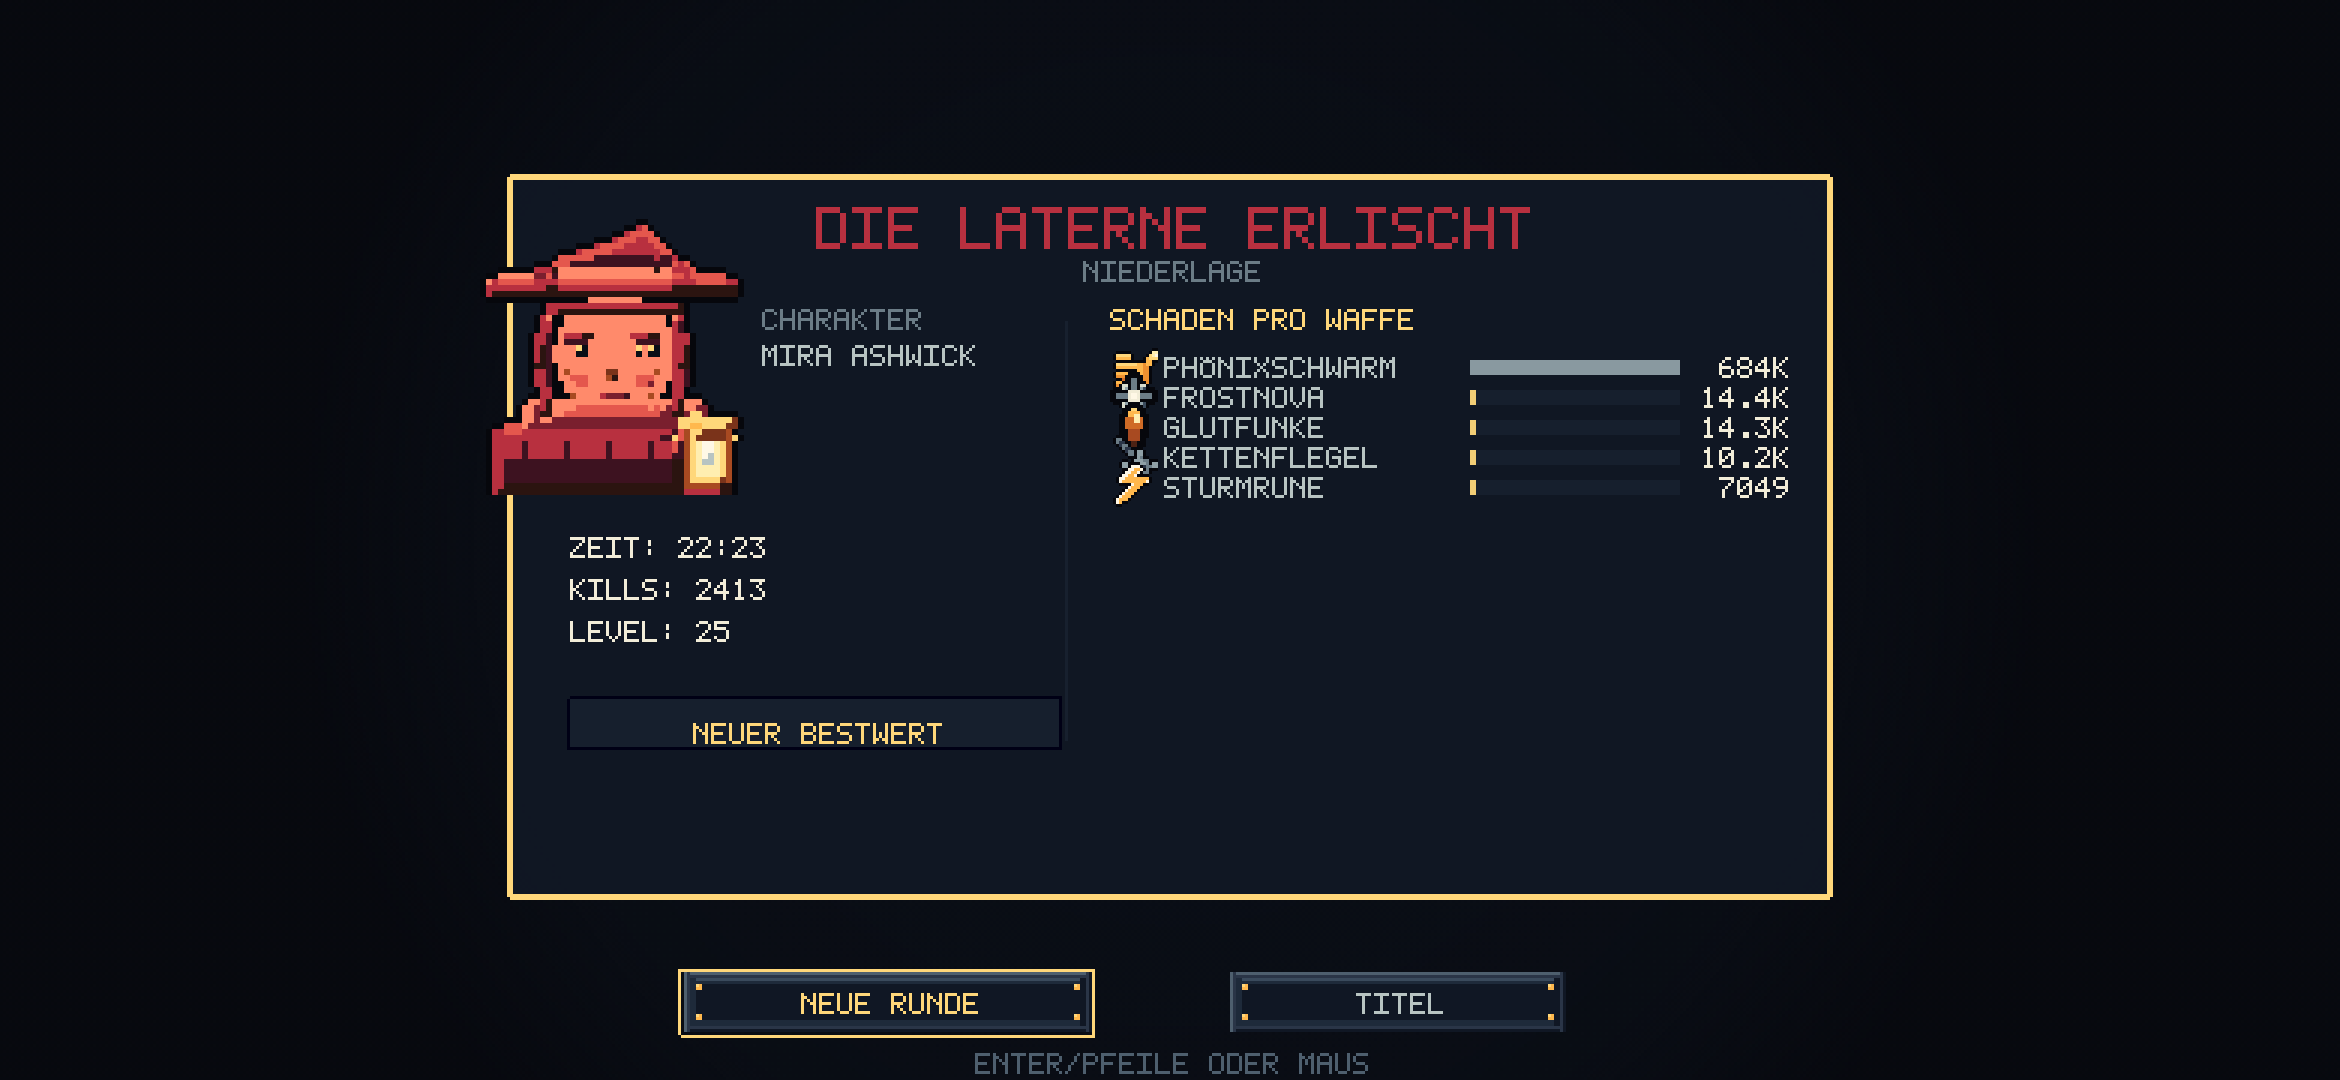 DIE LATERNE ERLISCHT
NIEDERLAGE
CHARAKTER
MIRA ASHWICK
ZEIT: 22:23
KILLS: 2413
LEVEL: 25
NEUER BESTWERT
SCHADEN PRO WAFFE
PHÖNIXSCHWARM 684K
FROSTNOVA 14.4K
GLUTFUNKE 14.3K
KETTENFLEGEL 10.2K
STURMRUNE 7049
NEUE RUNDE
TITEL
ENTER/PFEILE ODER MAUS